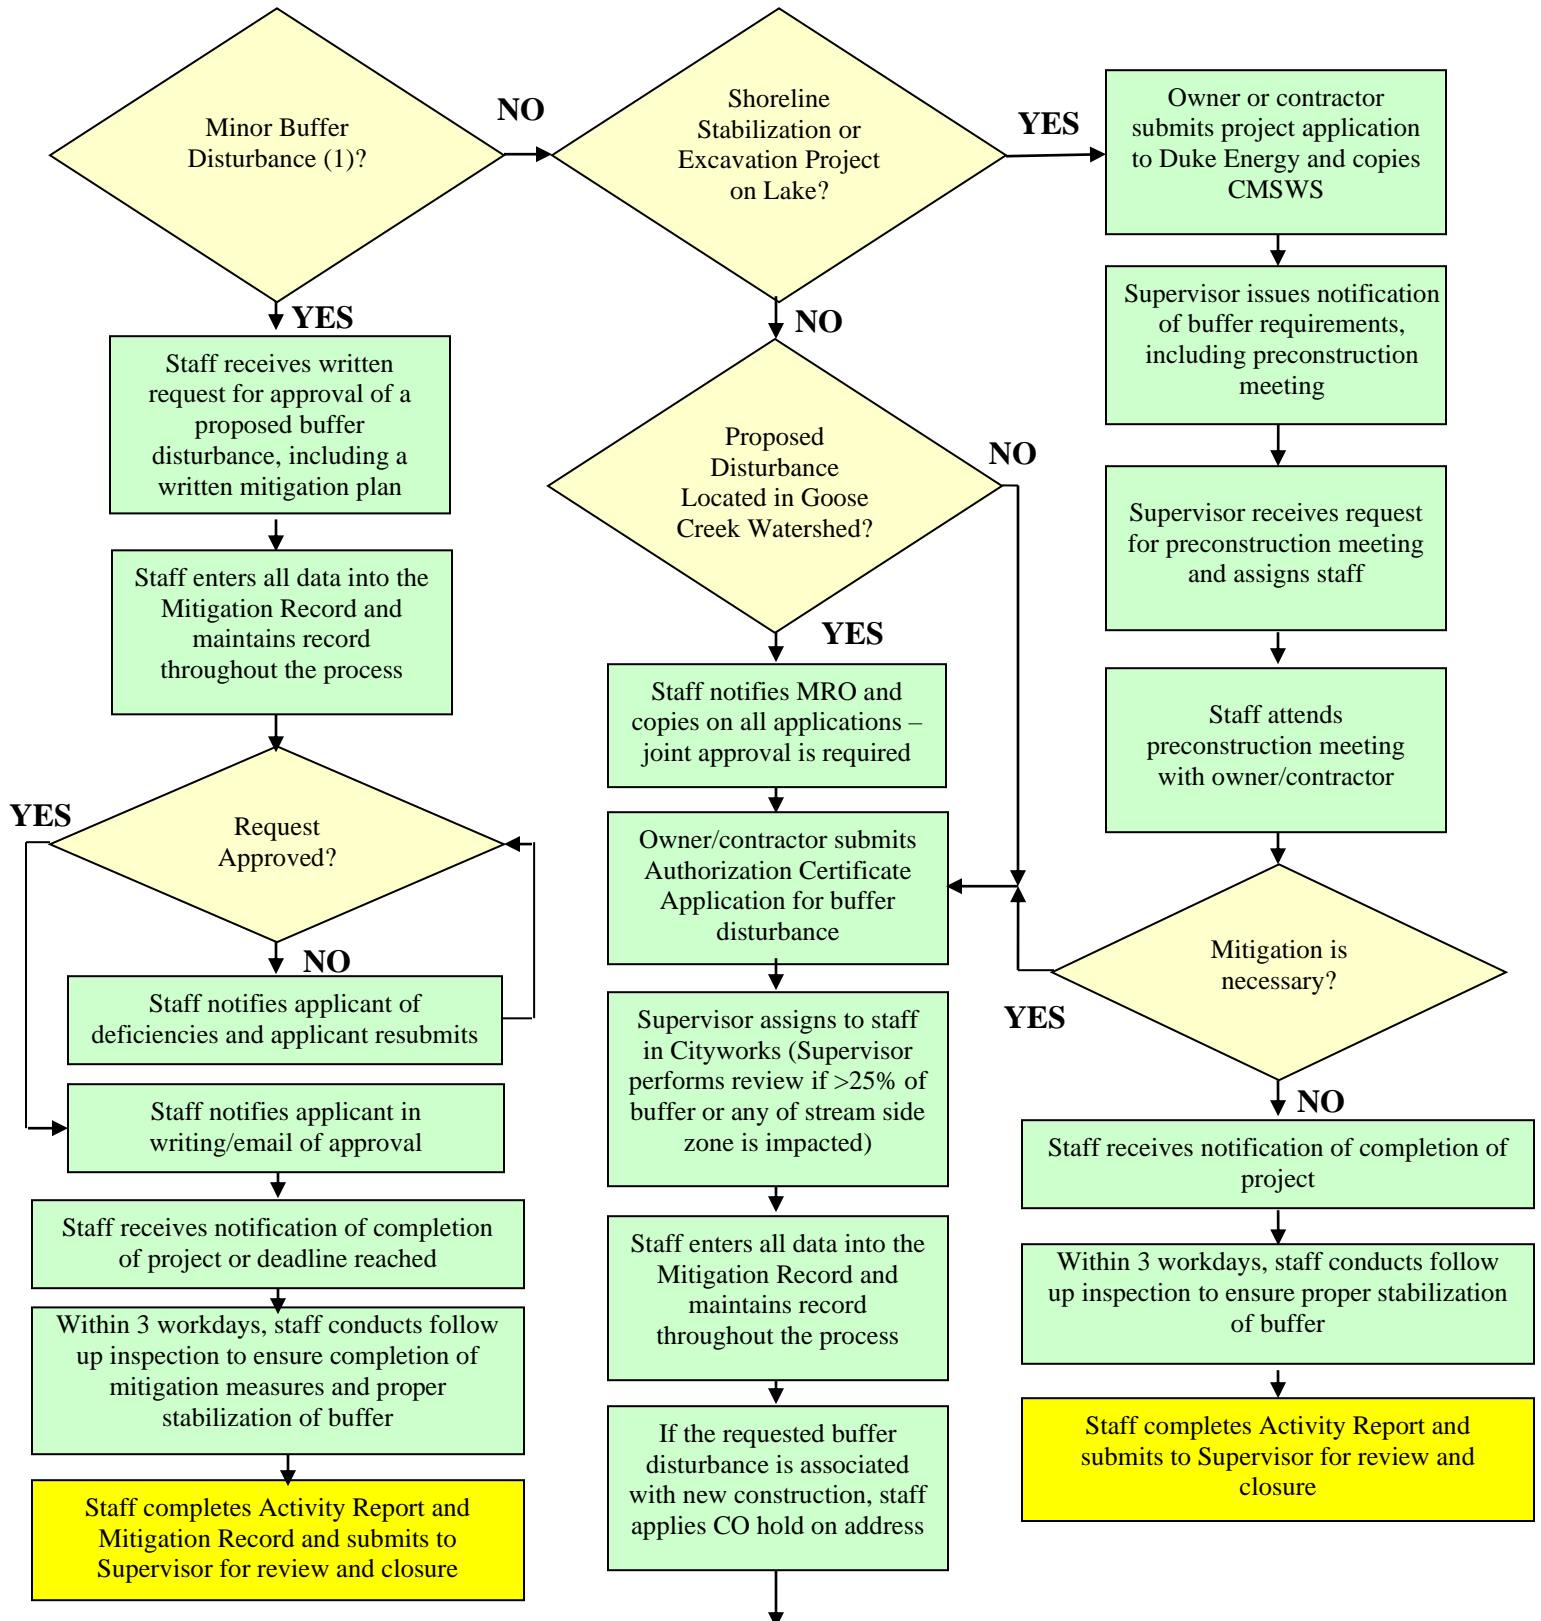 Minor Buffer
Disturbance (1)?
NO
Shoreline
Stabilization or
Excavation Project
on Lake?
YES
Owner or contractor
submits project application
to Duke Energy and copies
CMSWS
YES
Staff receives written
request for approval of a
proposed buffer
disturbance, including a
written mitigation plan
Staff enters all data into the
Mitigation Record and
maintains record
throughout the process
YES
Request
Approved?
NO
Staff notifies applicant of
deficiencies and applicant resubmits
Staff notifies applicant in
writing/email of approval
Staff receives notification of completion
of project or deadline reached
Within 3 workdays, staff conducts follow
up inspection to ensure completion of
mitigation measures and proper
stabilization of buffer
Staff completes Activity Report and
Mitigation Record and submits to
Supervisor for review and closure
NO
Proposed
Disturbance
Located in Goose
Creek Watershed?
NO
YES
Staff notifies MRO and
copies on all applications –
joint approval is required
Owner/contractor submits
Authorization Certificate
Application for buffer
disturbance
Supervisor assigns to staff
in Cityworks (Supervisor
performs review if >25% of
buffer or any of stream side
zone is impacted)
Staff enters all data into the
Mitigation Record and
maintains record
throughout the process
If the requested buffer
disturbance is associated
with new construction, staff
applies CO hold on address
Supervisor issues notification
of buffer requirements,
including preconstruction
meeting
Supervisor receives request
for preconstruction meeting
and assigns staff
Staff attends
preconstruction meeting
with owner/contractor
Mitigation is
necessary?
YES
NO
Staff receives notification of completion of
project
Within 3 workdays, staff conducts follow
up inspection to ensure proper stabilization
of buffer
Staff completes Activity Report and
submits to Supervisor for review and
closure